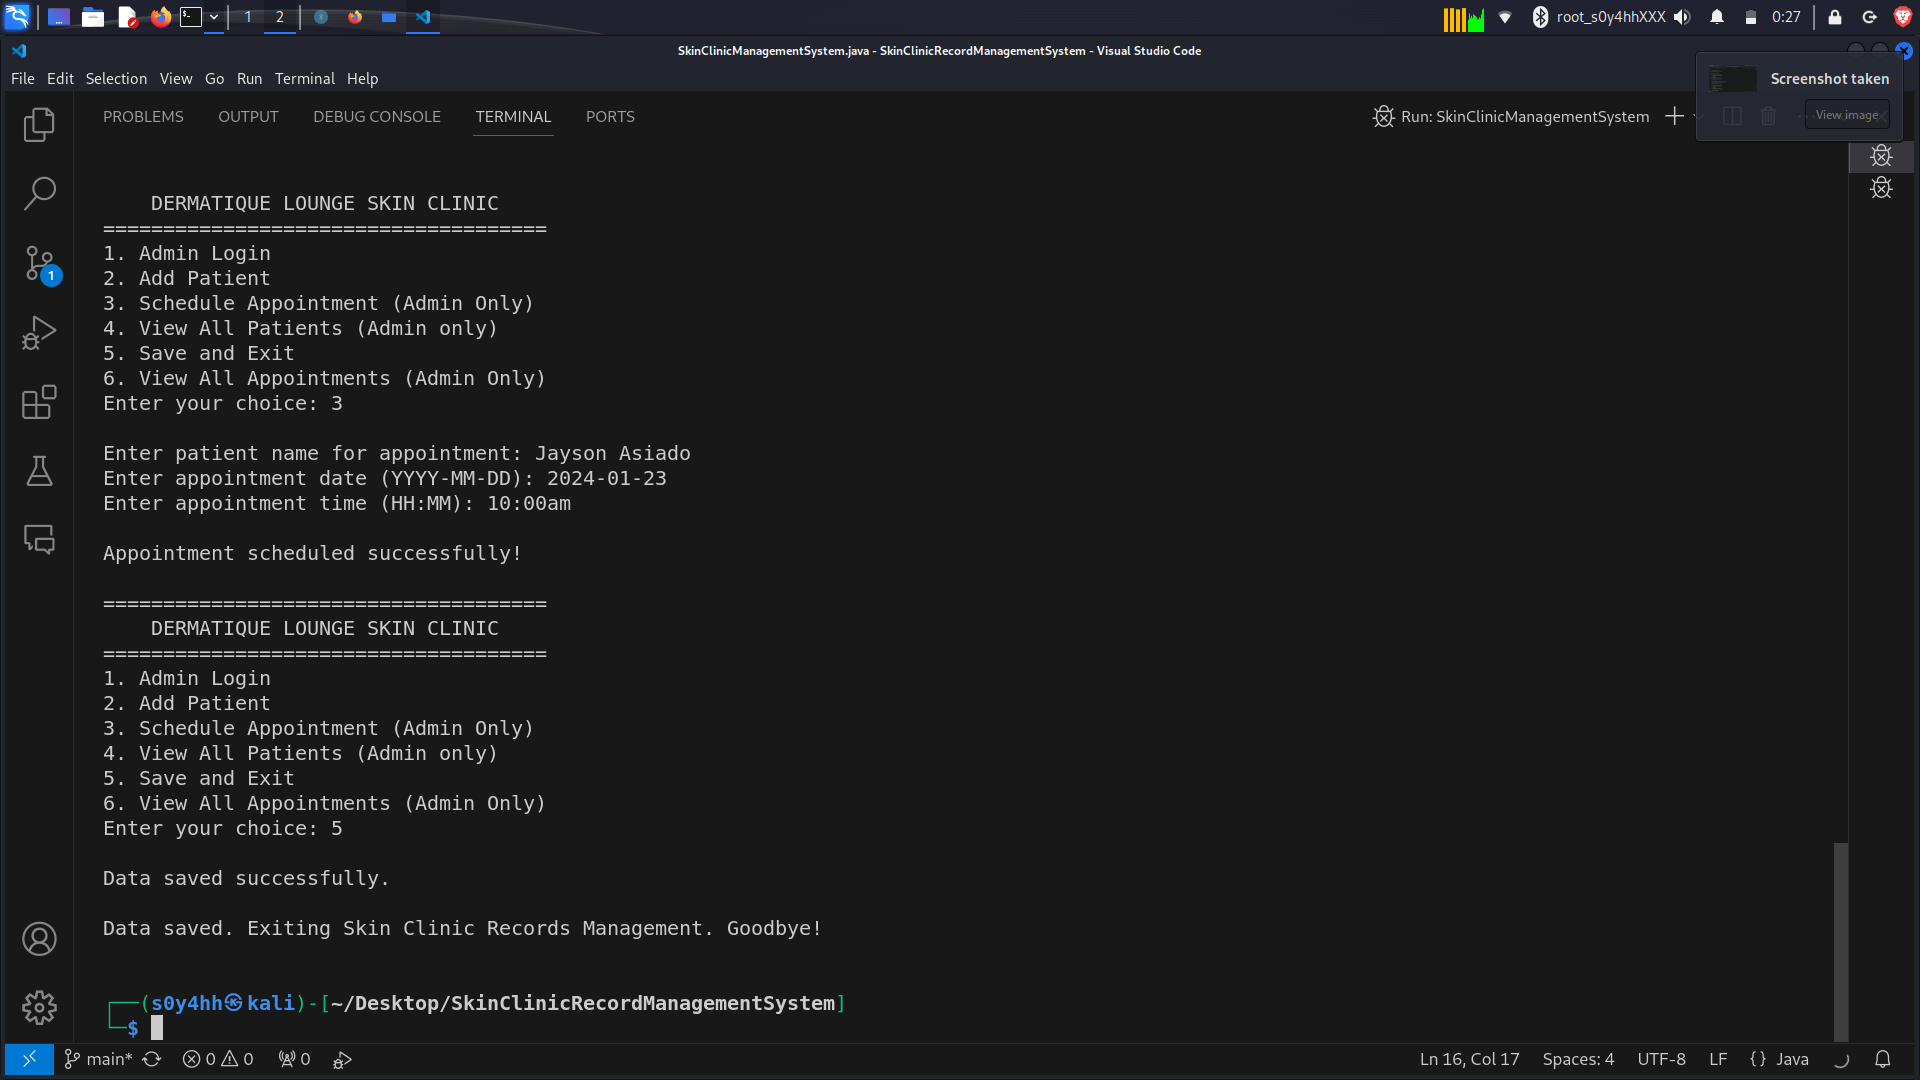 1
2
root_s0y4hhXXX
0:27
SkinClinicManagementSystem.java - SkinClinicRecordManagementSystem - Visual Studio Code
File Edit Selection View Go Run Terminal Help
Screenshot taken
View image
PROBLEMS OUTPUT DEBUG CONSOLE TERMINAL PORTS
Run: SkinClinicManagementSystem
1
DERMATIQUE LOUNGE SKIN CLINIC
=====================================
1. Admin Login
2. Add Patient
3. Schedule Appointment (Admin Only)
4. View All Patients (Admin only)
5. Save and Exit
6. View All Appointments (Admin Only)
Enter your choice: 3
Enter patient name for appointment: Jayson Asiado
Enter appointment date (YYYY-MM-DD): 2024-01-23
Enter appointment time (HH:MM): 10:00am
Appointment scheduled successfully!
=====================================
DERMATIQUE LOUNGE SKIN CLINIC
=====================================
1. Admin Login
2. Add Patient
3. Schedule Appointment (Admin Only)
4. View All Patients (Admin only)
5. Save and Exit
6. View All Appointments (Admin Only)
Enter your choice: 5
Data saved successfully.
Data saved. Exiting Skin Clinic Records Management. Goodbye!
┌──(s0y4hh㉿kali)-[~/Desktop/SkinClinicRecordManagementSystem]
└─$
main* 0 0 0
Ln 16, Col 17 Spaces: 4 UTF-8 LF {} Java